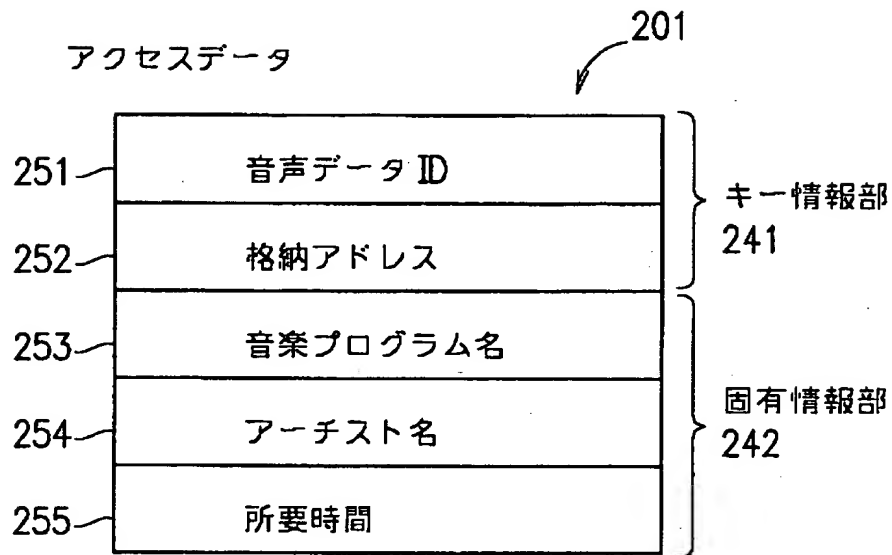 201
アクセスデータ
251 音声データID
キー情報部
241
252 格納アドレス
253 音楽プログラム名
254 アーチスト名
固有情報部
242
255 所要時間